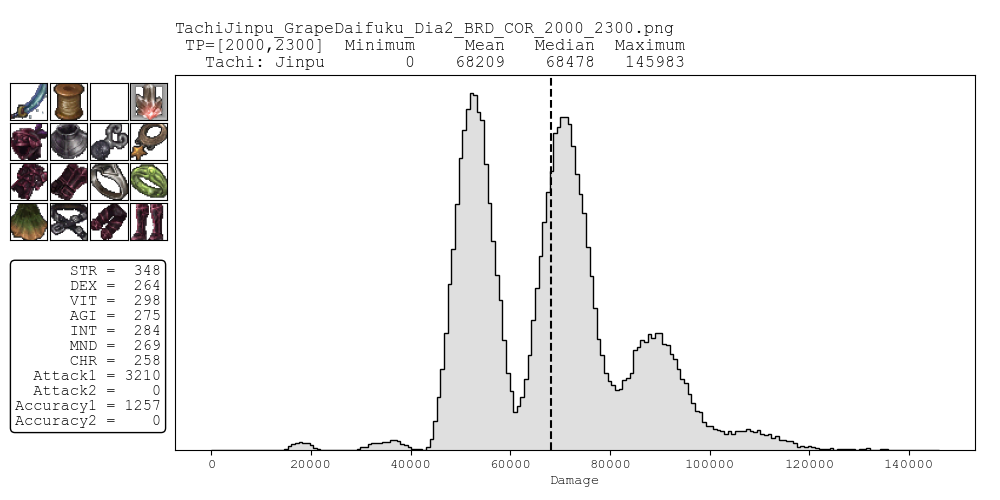 TachiJinpu_GrapeDaifuku_Dia2_BRD_COR_2000_2300.png
TP=[2000,2300] Minimum Mean Median Maximum
Tachi: Jinpu 0 68209 68478 145983
STR = 348
DEX = 264
VIT = 298
AGI = 275
INT = 284
MND = 269
CHR = 258
Attack1 = 3210
Attack2 = 0
Accuracy1 = 1257
Accuracy2 = 0
0 20000 40000 60000 80000 100000 120000 140000
Damage